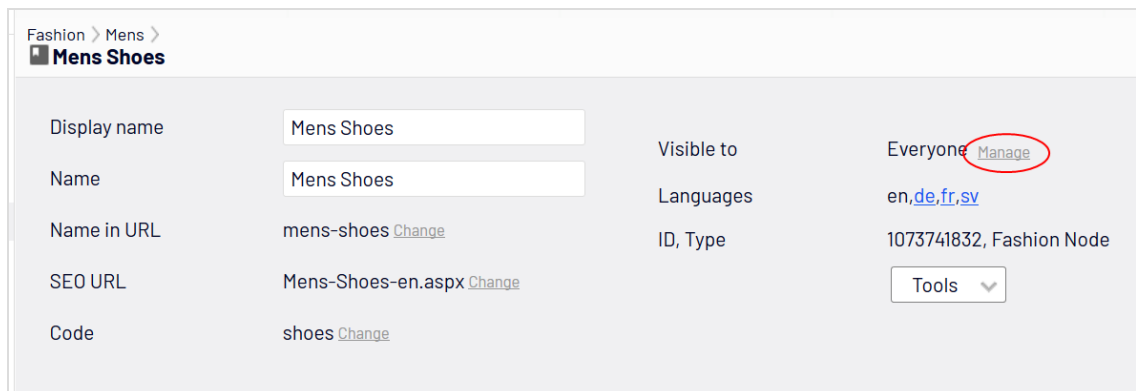 Fashion > Mens >
Mens Shoes
Display name Mens Shoes
Name Mens Shoes
Name in URL mens-shoes Change
SEO URL Mens-Shoes-en.aspx Change
Code shoes Change
Visible to Everyone Manage
Languages en,de,fr,sv
ID, Type 1073741832, Fashion Node
Tools